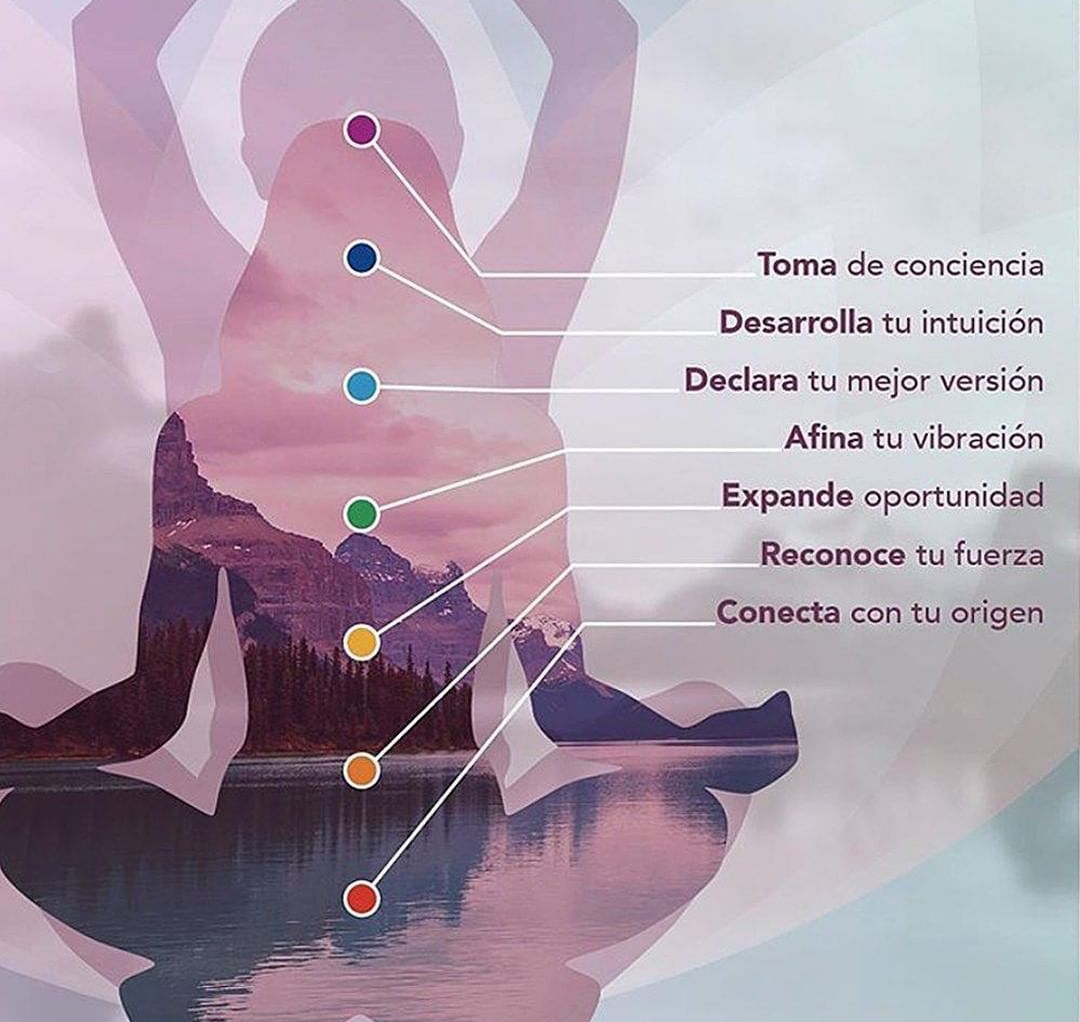 Toma de conciencia
Desarrolla tu intuición
Declara tu mejor versión
Afina tu vibración
Expande oportunidad
Reconoce tu fuerza
Conecta con tu origen